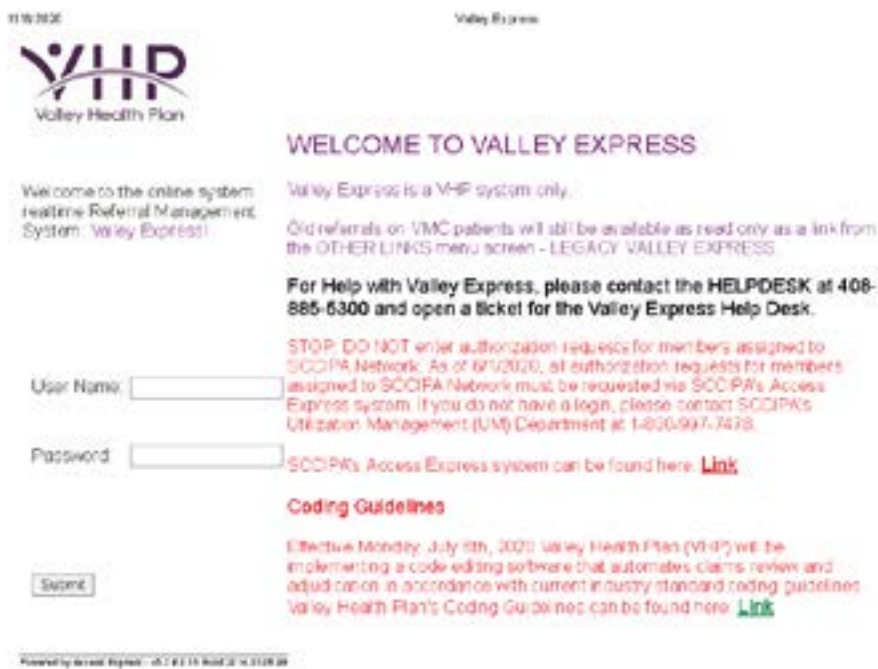 Valley Express
VHP
Valley Health Plan
WELCOME TO VALLEY EXPRESS
Welcome to the online system
realtime Referral Management
System: Valley Express!
Valley Express is a VHP system only.
Old referrals on VMC patients will still be available as read only as a link from
the OTHER LINKS menu screen - LEGACY VALLEY EXPRESS
For Help with Valley Express, please contact the HELPDESK at 408-
885-5300 and open a ticket for the Valley Express Help Desk.
STOP: DO NOT enter authorization requests for members assigned to
SCCIPA Network. As of 6/1/2020, all authorization requests for members
assigned to SCCIPA Network must be requested via SCCIPA's Access
Express system. If you do not have a login, please contact SCCIPA's
Utilization Management (UM) Department at
User Name:
Password:
SCCIPA's Access Express system can be found here: Link
Coding Guidelines
Effective Monday, July 2020 Valley Health Plan (VHP) will be
implementing a code editing software that automates claims review and
adjudication in accordance with current industry standard coding guidelines
Valley Health Plan's Coding Guidelines can be found here: Link
Submit
Powered by Access Express